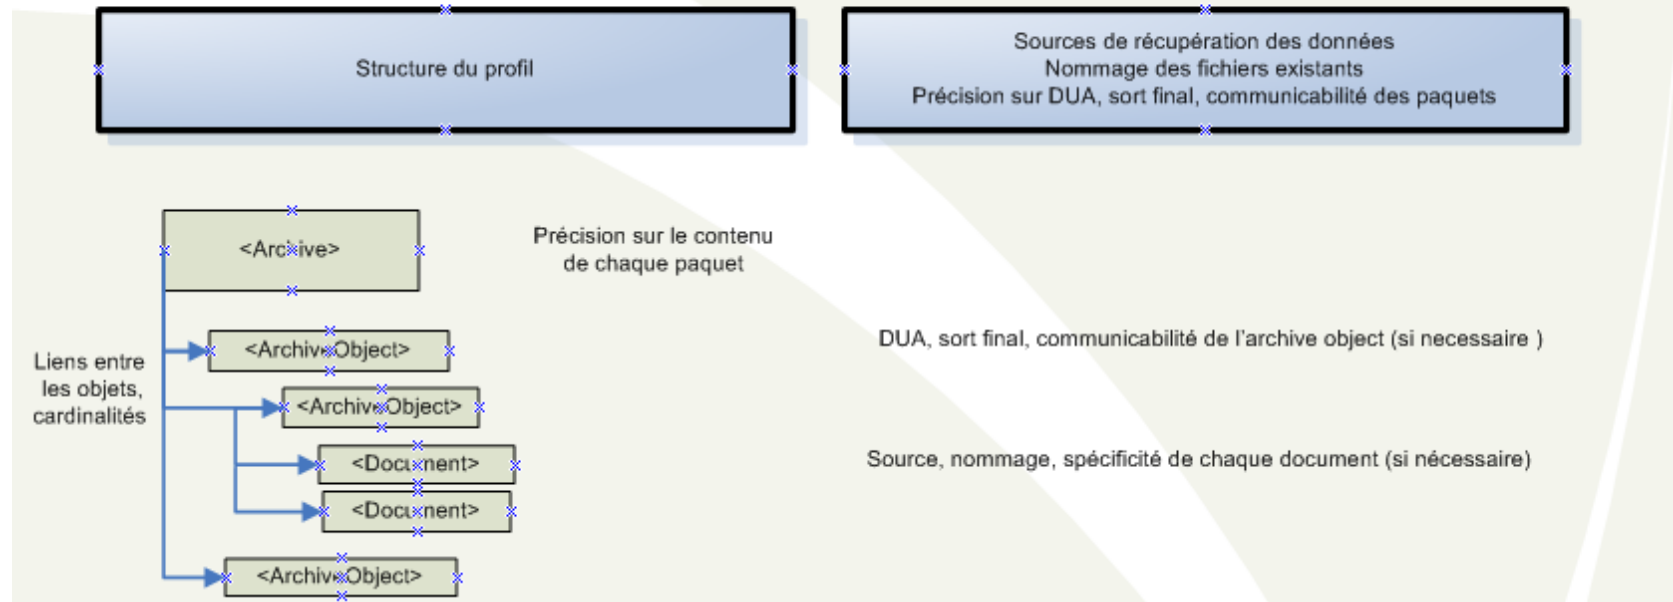 Structure du profil
Sources de récupération des données
Nommage des fichiers existants
Précision sur DUA, sort final, communicabilité des paquets
<Archive>
Précision sur le contenu
de chaque paquet
<ArchiveObject>
DUA, sort final, communicabilité de l'archive object (si necessaire )
Liens entre
les objets,
cardinalités
<ArchiveObject>
<Document>
Source, nommage, spécificité de chaque document (si nécessaire)
<Document>
<ArchiveObject>